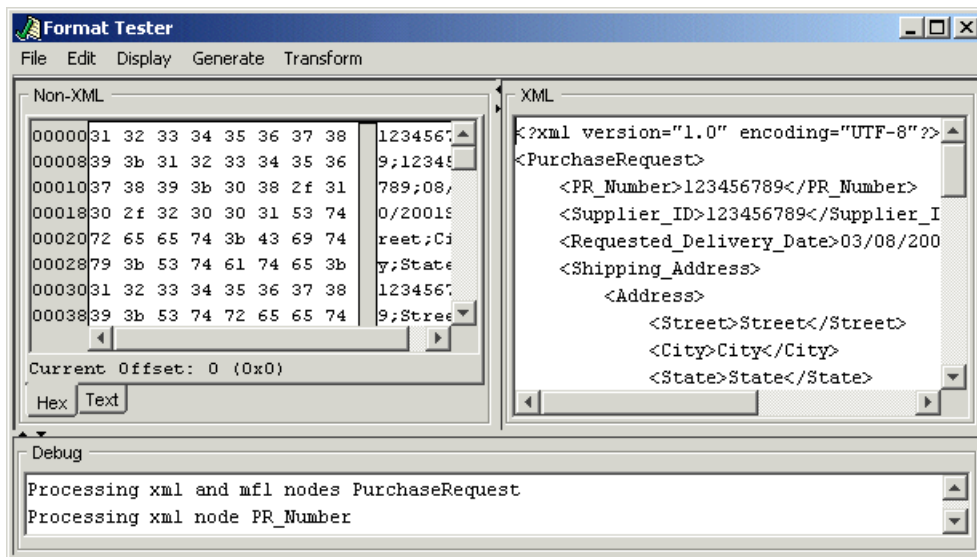 Format Tester
File Edit Display Generate Transform
Non-XML
00000 31 32 33 34 35 36 37 38 1234567
00008 39 3b 31 32 33 34 35 36 9;12345
00010 37 38 39 3b 30 38 2f 31 789;08/
00018 30 2f 32 30 30 31 53 74 0/2001S
00020 72 65 65 74 3b 43 69 74 reet;Ci
00028 79 3b 53 74 61 74 65 3b y;State
00030 31 32 33 34 35 36 37 38 1234567
00038 39 3b 53 74 72 65 65 74 9;Stree
Current Offset: 0 (0x0)
Hex Text
XML
<?xml version="1.0" encoding="UTF-8"?>
<PurchaseRequest>
<PR_Number>123456789</PR_Number>
<Supplier_ID>123456789</Supplier_I
<Requested_Delivery_Date>03/08/200
<Shipping_Address>
<Address>
<Street>Street</Street>
<City>City</City>
<State>State</State>
Debug
Processing xml and mfl nodes PurchaseRequest
Processing xml node PR_Number